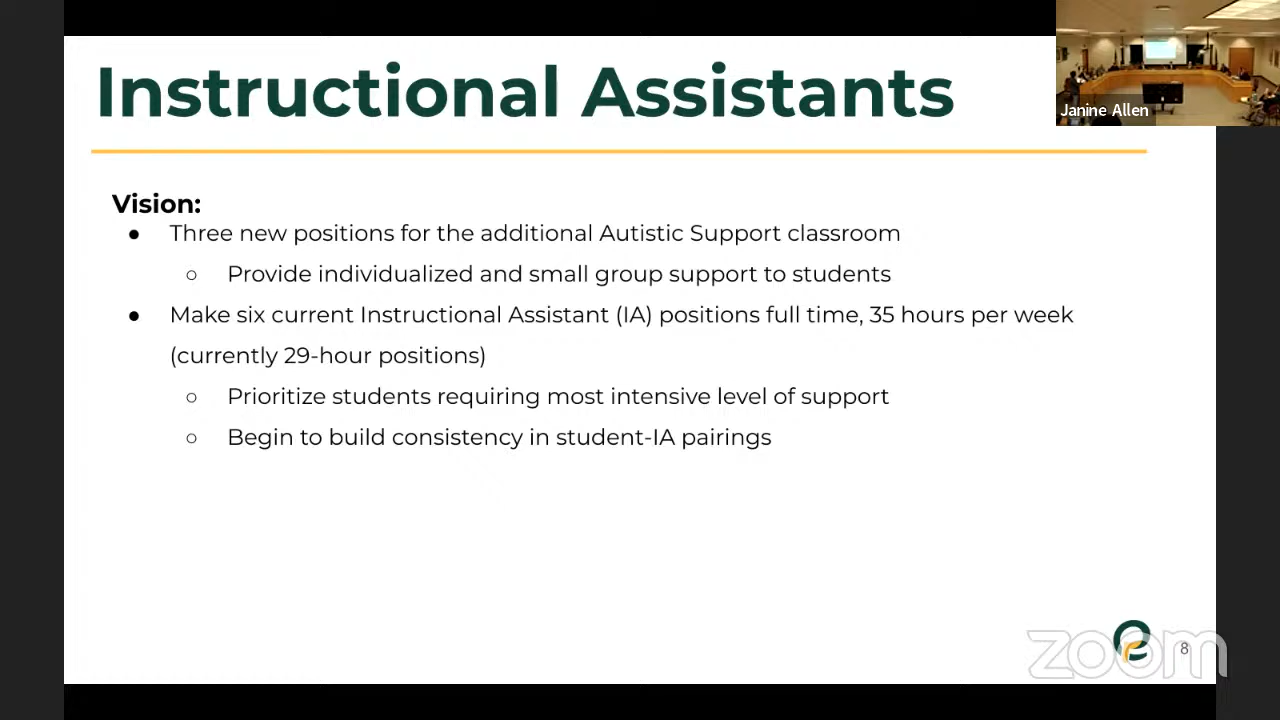 Instructional Assistants
Janine Allen
Vision:
● Three new positions for the additional Autistic Support classroom
○ Provide individualized and small group support to students
● Make six current Instructional Assistant (IA) positions full time, 35 hours per week
(currently 29-hour positions)
○ Prioritize students requiring most intensive level of support
○ Begin to build consistency in student-IA pairings
zoom
8